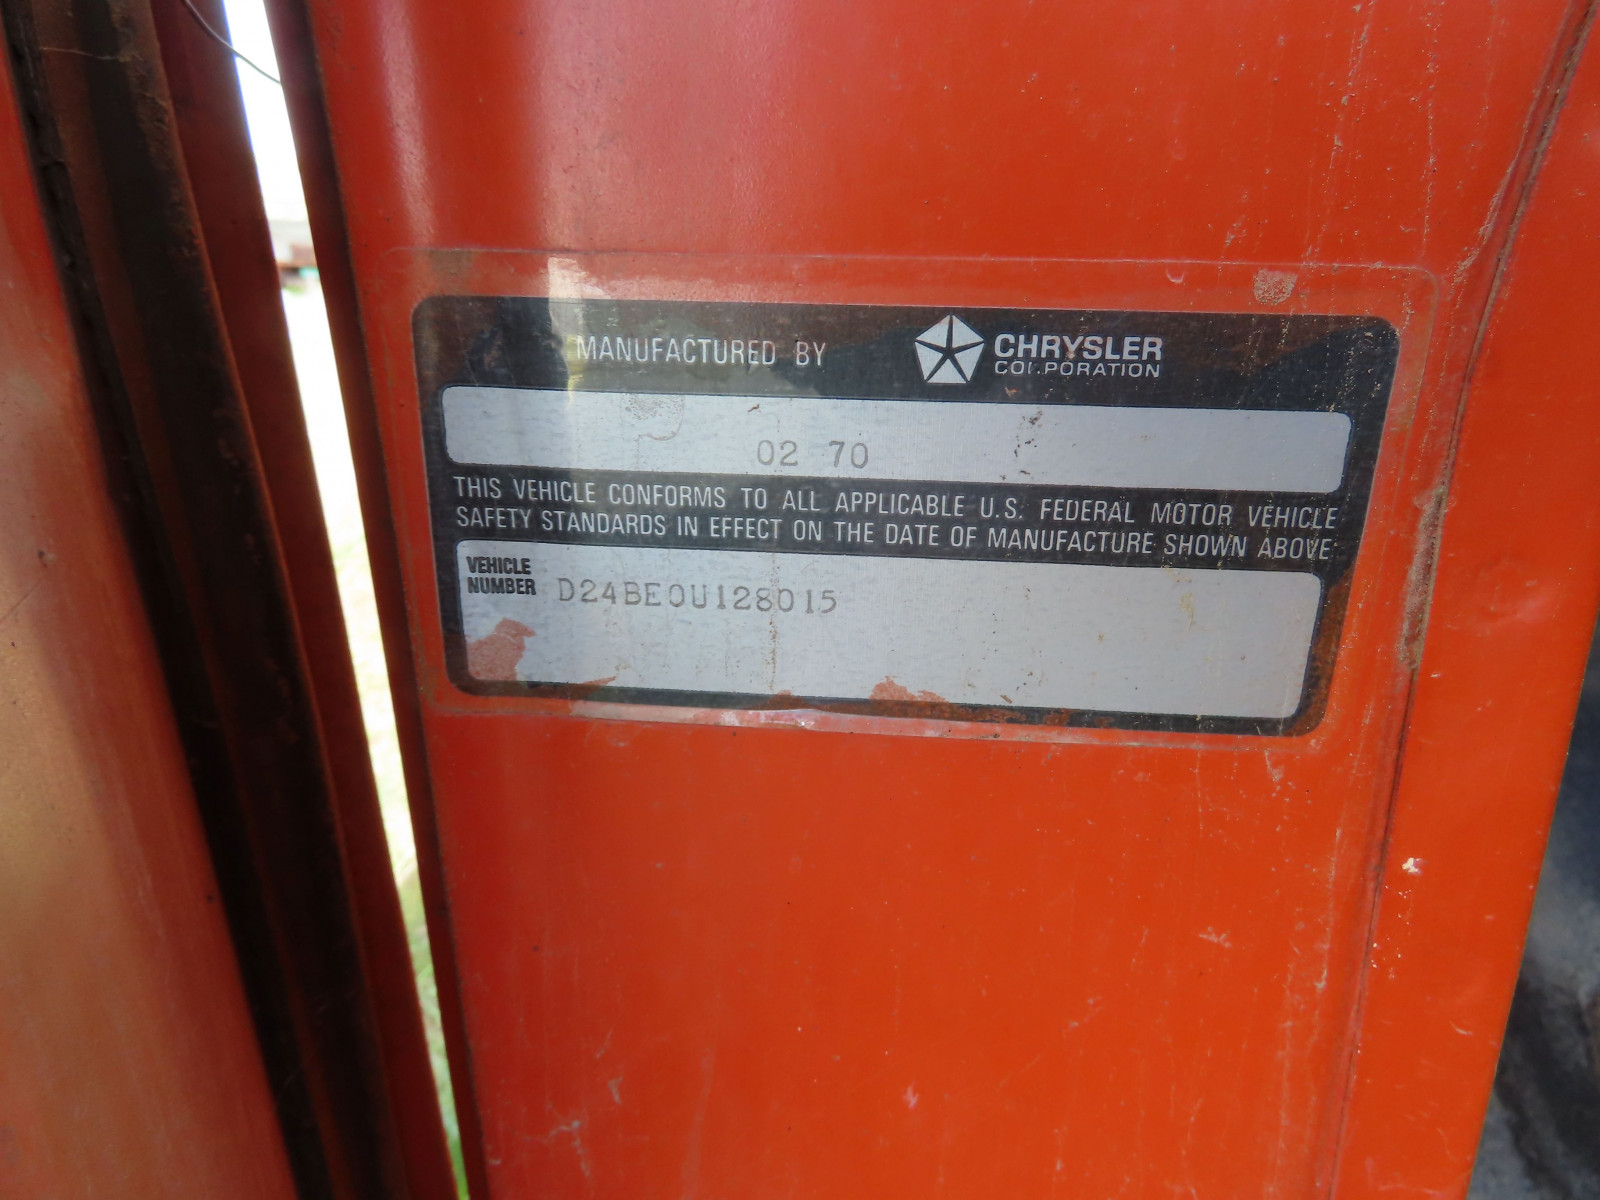 MANUFACTURED BY CHRYSLER
CORPORATION
02 70
THIS VEHICLE CONFORMS TO ALL APPLICABLE U.S. FEDERAL MOTOR VEHICLE
SAFETY STANDARDS IN EFFECT ON THE DATE OF MANUFACTURE SHOWN ABOVE
VEHICLE
NUMBER D24BE0U128015